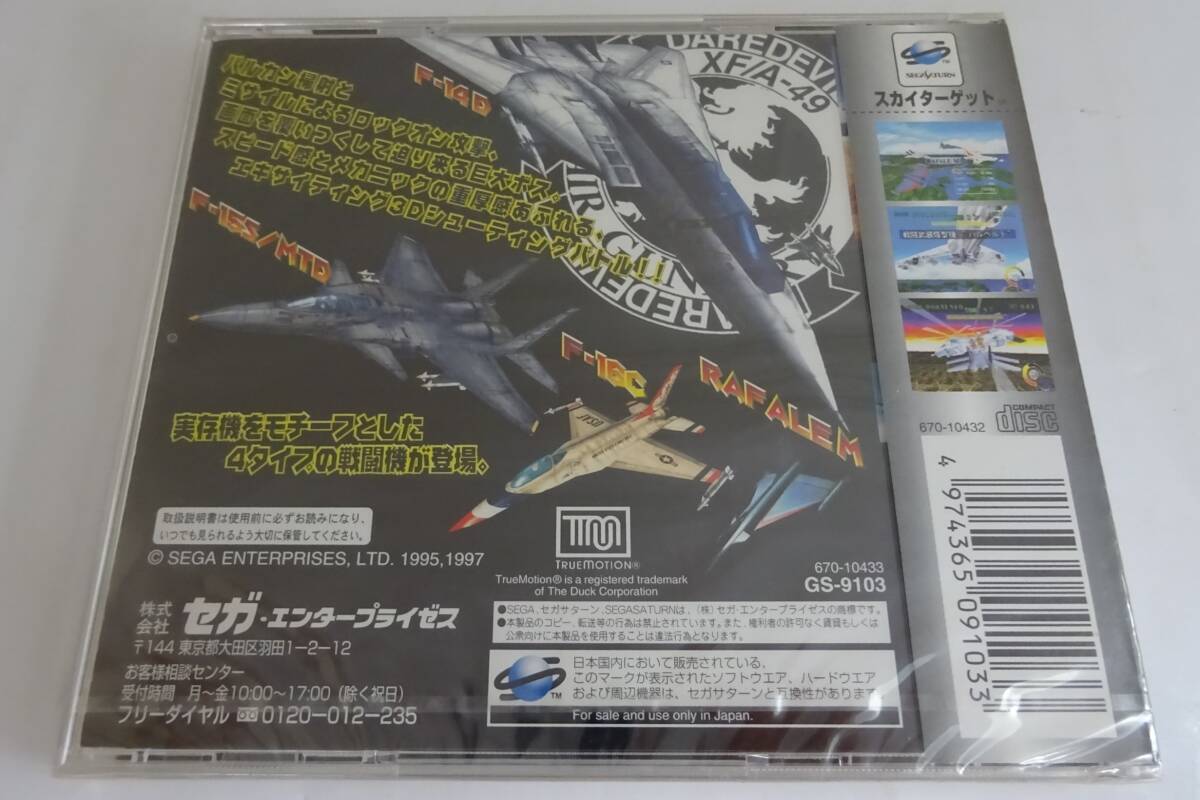 バルカン掃射と
ミサイルによるロックオン攻撃、
画面を覆いつくして迫り来る巨大ボス。
スピード感とメカニックの重厚感あふれる、
エキサイティング3Dシューティングバトル!!
F-14D
DAREDEVIL
XF/A-49
F-15S/MTD
F-16C
RAFALE M
実存機をモチーフとした
4タイプの戦闘機が登場。
取扱説明書は使用前に必ずお読みになり、
いつでも見られるよう大切に保管してください。
© SEGA ENTERPRISES, LTD. 1995,1997
株式会社 セガ・エンタープライゼス
〒144 東京都大田区羽田1-2-12
お客様相談センター
受付時間 月〜金10:00〜17:00(除く祝日)
フリーダイヤル 0120-012-235
TM
TRUEMOTION®
TrueMotion® is a registered trademark
of The Duck Corporation
670-10433
GS-9103
●SEGA、セガサターン、SEGASATURNは、(株)セガ・エンタープライゼスの商標です。
●本製品のコピー、転送等の行為は禁止されています。また、権利者の許可なく賃貸もしくは
公衆向けに本製品を使用することは違法行為となります。
日本国内において販売されている、
このマークが表示されたソフトウエア、ハードウエア
および周辺機器は、セガサターンと互換性があります
TM
For sale and use only in Japan.
SEGA SATURN
スカイターゲット
670-10432
COMPACT
disc
4 974365 091033